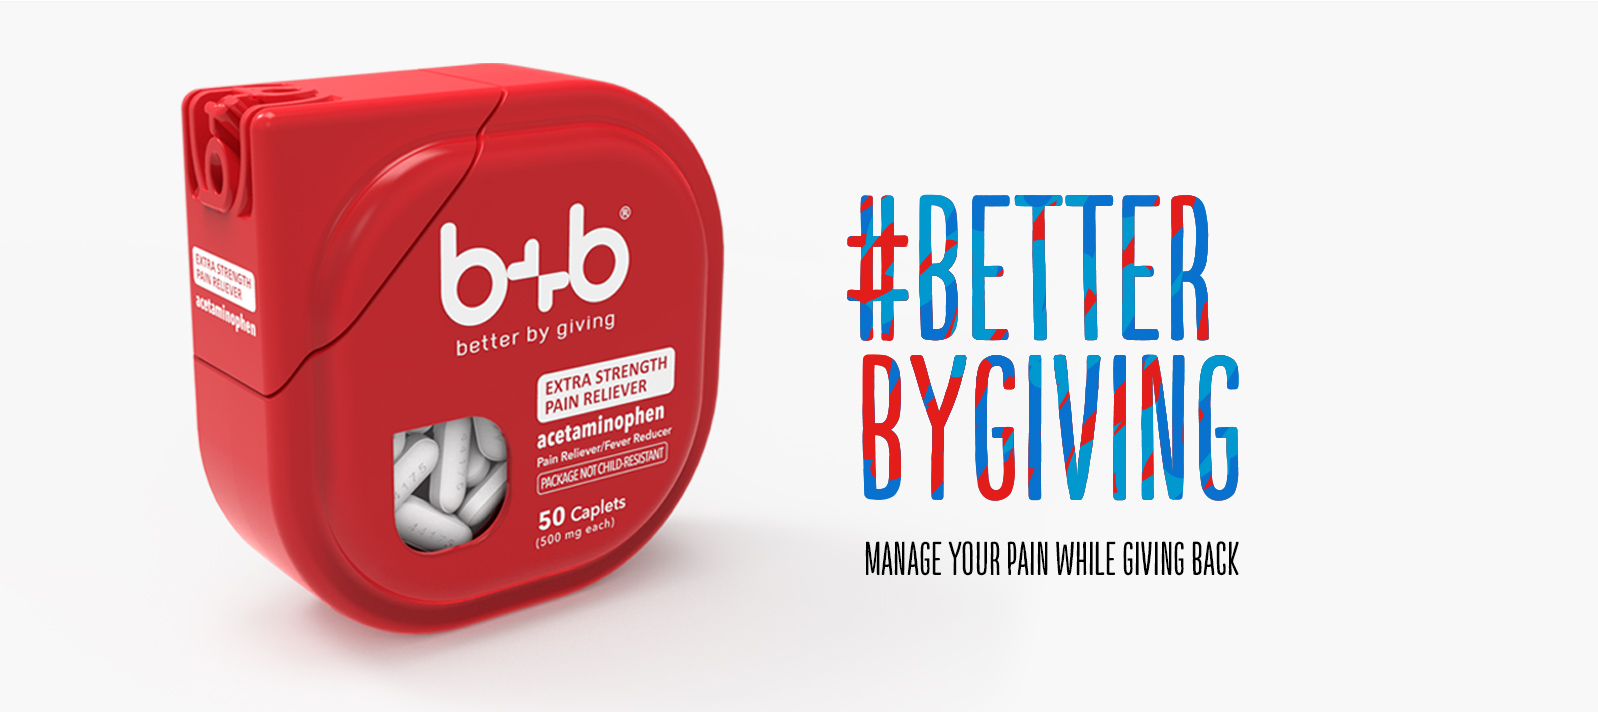 EXTRA STRENGTH
PAIN RELIEVER
acetaminophen
b+b®
better by giving
EXTRA STRENGTH
PAIN RELIEVER
acetaminophen
Pain Reliever/Fever Reducer
PACKAGE NOT CHILD-RESISTANT
50 Caplets
(500 mg each)
#BETTER
BYGIVING
MANAGE YOUR PAIN WHILE GIVING BACK